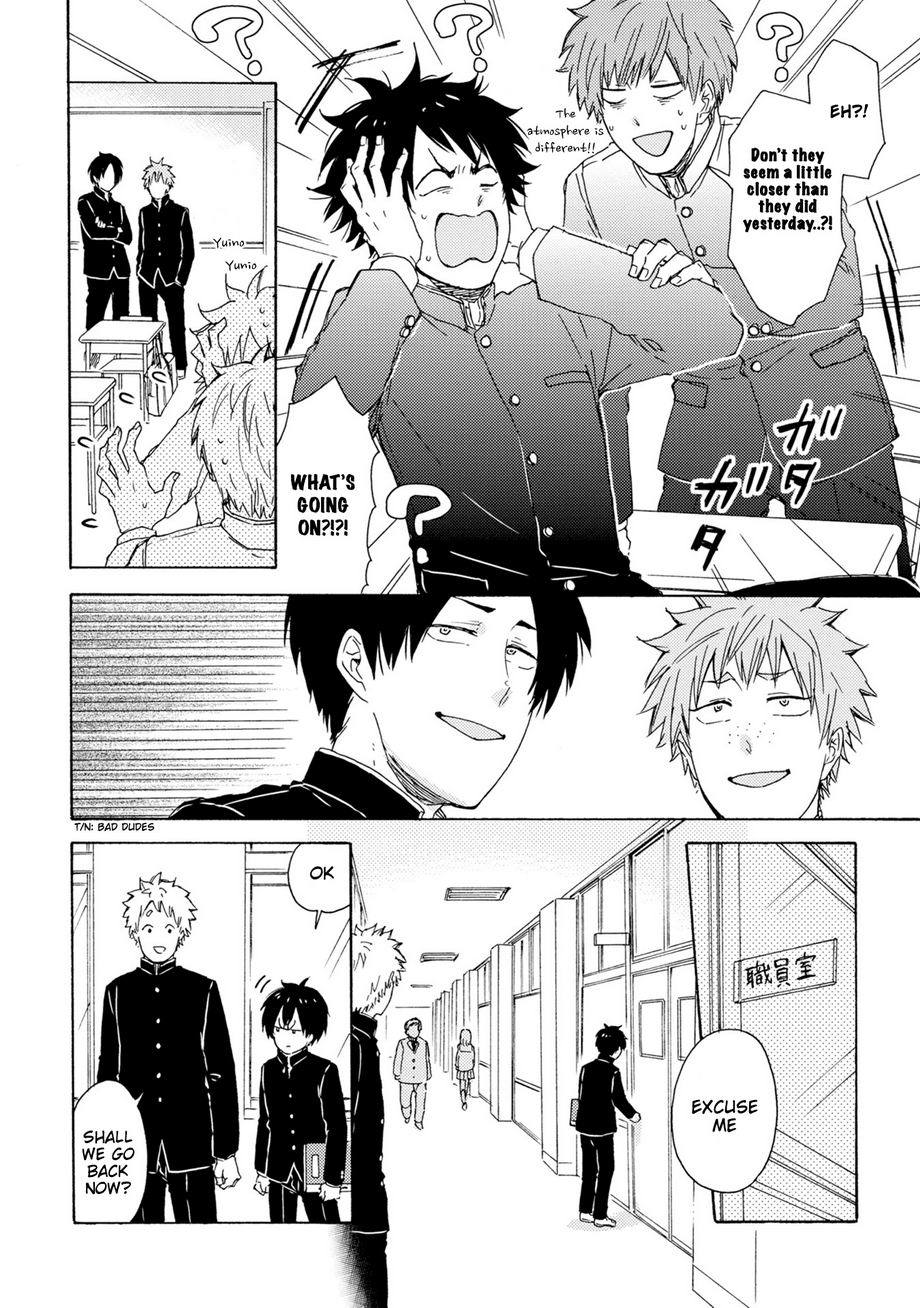 ?
?
?
EH?!
Don't they
seem a little
closer than
they did
yesterday..?!
The
atmosphere is
different!!
ガタ
ガタ
WHAT'S
GOING
ON?!?!
?
Yuino
Yunio
T/N: BAD DUDES
職員室
EXCUSE
ME
OK
SHALL
WE GO
BACK
NOW?